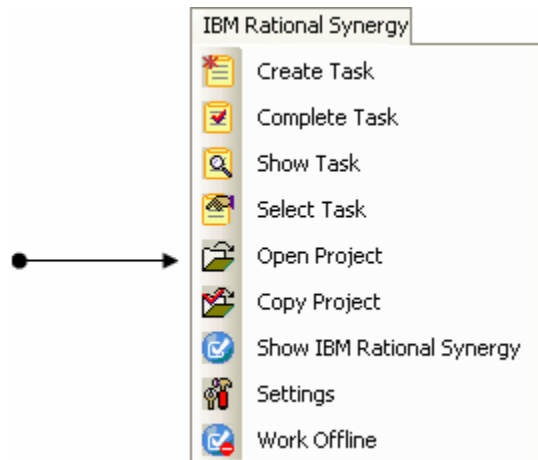 IBM Rational Synergy
Create Task
Complete Task
Show Task
Select Task
Open Project
Copy Project
Show IBM Rational Synergy
Settings
Work Offline